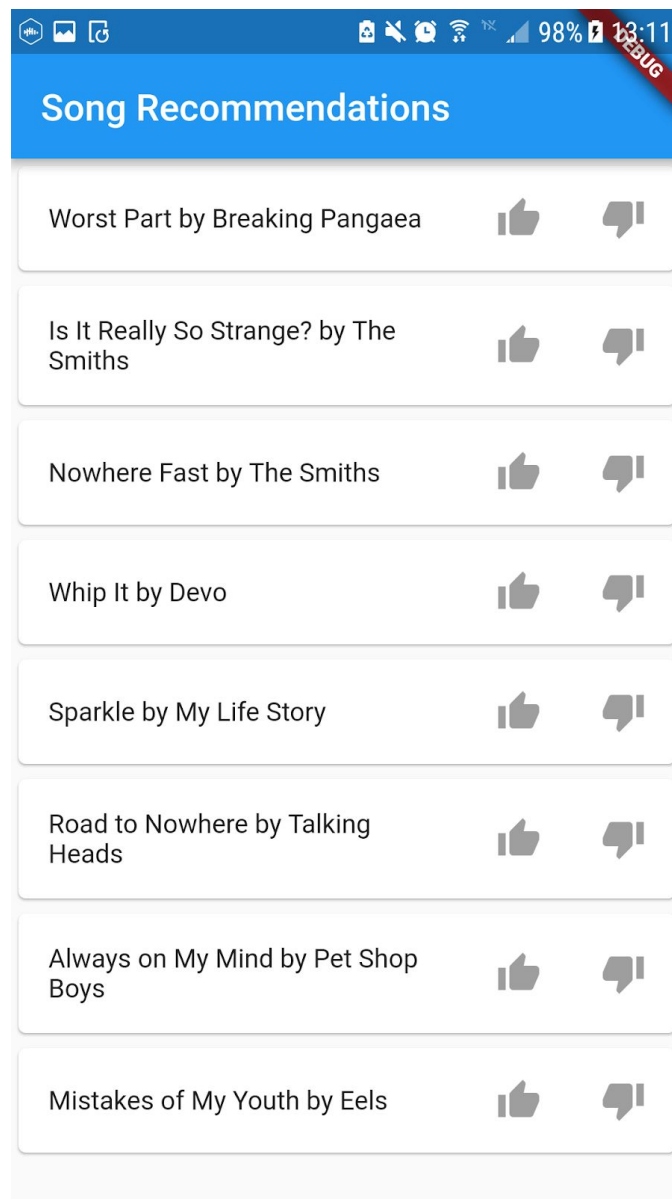 98% 13:11
DEBUG
Song Recommendations
Worst Part by Breaking Pangaea
Is It Really So Strange? by The
Smiths
Nowhere Fast by The Smiths
Whip It by Devo
Sparkle by My Life Story
Road to Nowhere by Talking
Heads
Always on My Mind by Pet Shop
Boys
Mistakes of My Youth by Eels